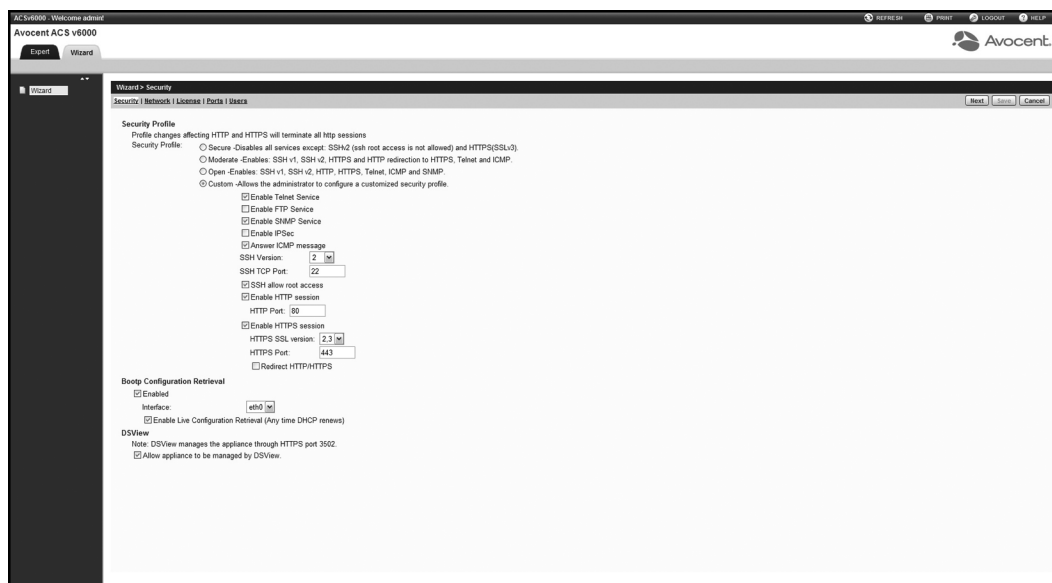 ACSv6000 - Welcome admin!
REFRESH PRINT LOGOUT HELP
Avocent ACS v6000
Avocent.
Expert Wizard
Wizard
Wizard > Security
Security | Network | License | Ports | Users
Next Save Cancel
Security Profile
Profile changes affecting HTTP and HTTPS will terminate all http sessions
Security Profile: Secure -Disables all services except: SSHv2 (ssh root access is not allowed) and HTTPS(SSLv3).
Moderate -Enables: SSH v1, SSH v2, HTTPS and HTTP redirection to HTTPS, Telnet and ICMP.
Open -Enables: SSH v1, SSH v2, HTTP, HTTPS, Telnet, ICMP and SNMP.
Custom -Allows the administrator to configure a customized security profile.
Enable Telnet Service
Enable FTP Service
Enable SNMP Service
Enable IPSec
Answer ICMP message
SSH Version: 2
SSH TCP Port: 22
SSH allow root access
Enable HTTP session
HTTP Port: 80
Enable HTTPS session
HTTPS SSL version: 2,3
HTTPS Port: 443
Redirect HTTP/HTTPS
Bootp Configuration Retrieval
Enabled
Interface: eth0
Enable Live Configuration Retrieval (Any time DHCP renews)
DSView
Note: DSView manages the appliance through HTTPS port 3502.
Allow appliance to be managed by DSView.